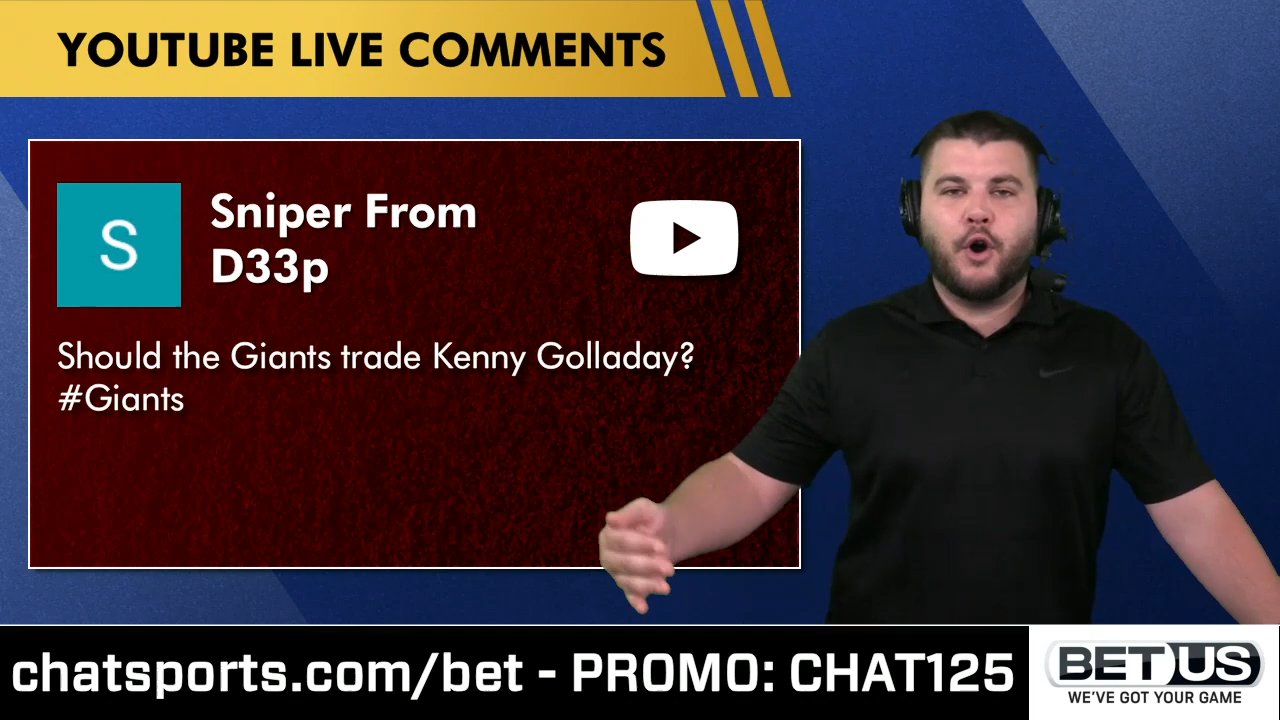 YOUTUBE LIVE COMMENTS
S
Sniper From
D33p
Should the Giants trade Kenny Golladay?
#Giants
chatsports.com/bet - PROMO: CHAT125
BETUS
WE'VE GOT YOUR GAME